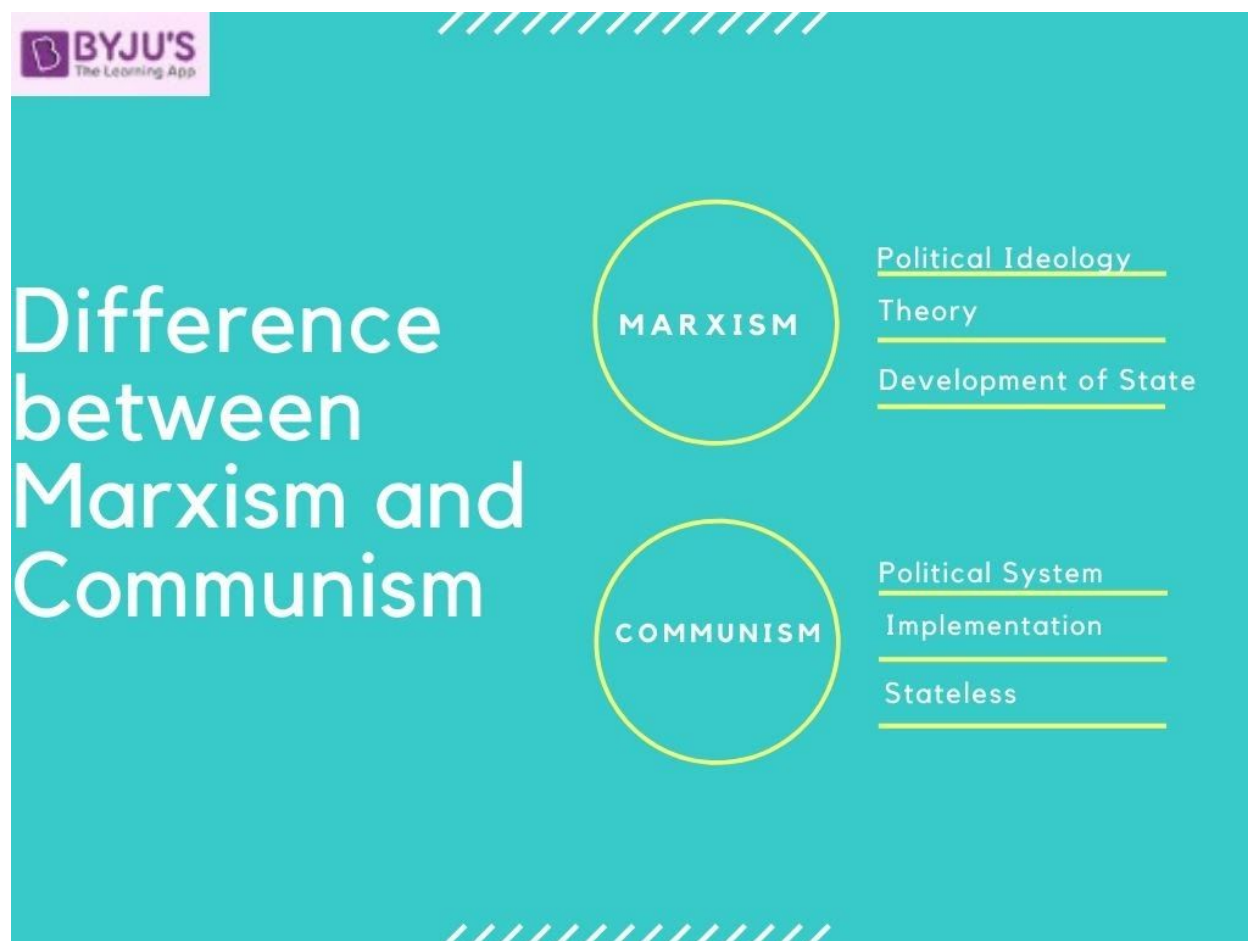 BYJU'S
The Learning App
Difference
between
Marxism and
Communism
MARXISM
Political Ideology
Theory
Development of State
COMMUNISM
Political System
Implementation
Stateless